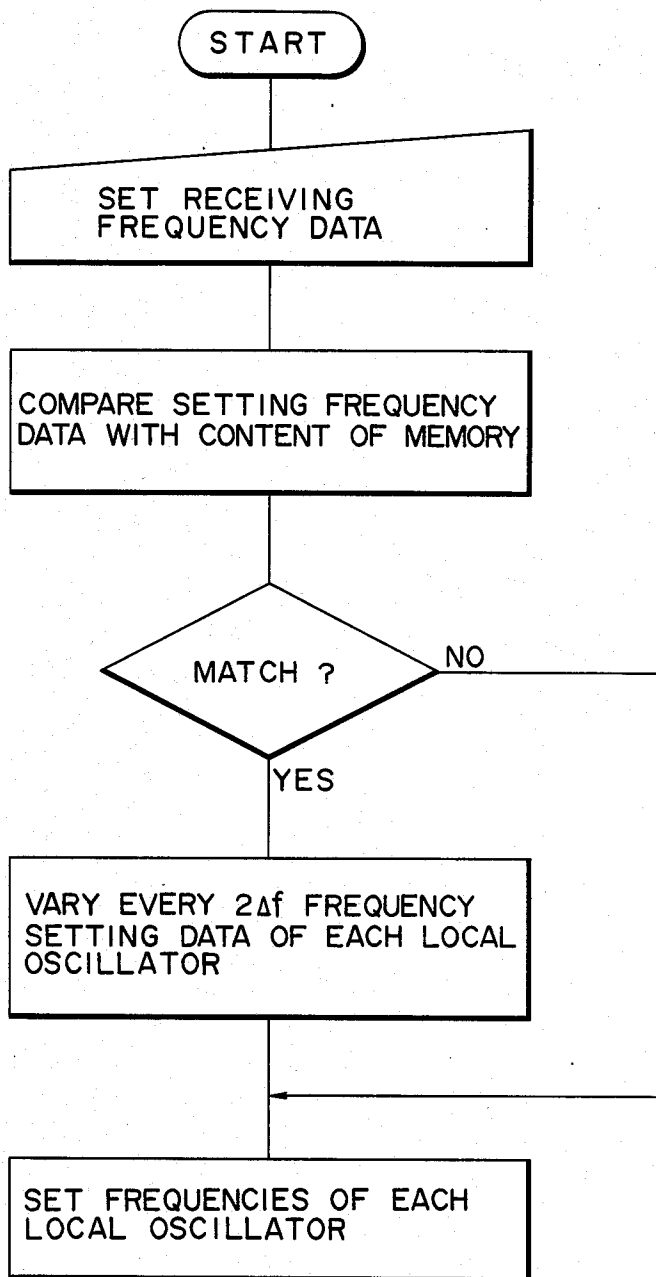 START
SET RECEIVING
FREQUENCY DATA
COMPARE SETTING FREQUENCY
DATA WITH CONTENT OF MEMORY
MATCH ?
NO
YES
VARY EVERY 2Δf FREQUENCY
SETTING DATA OF EACH LOCAL
OSCILLATOR
SET FREQUENCIES OF EACH
LOCAL OSCILLATOR